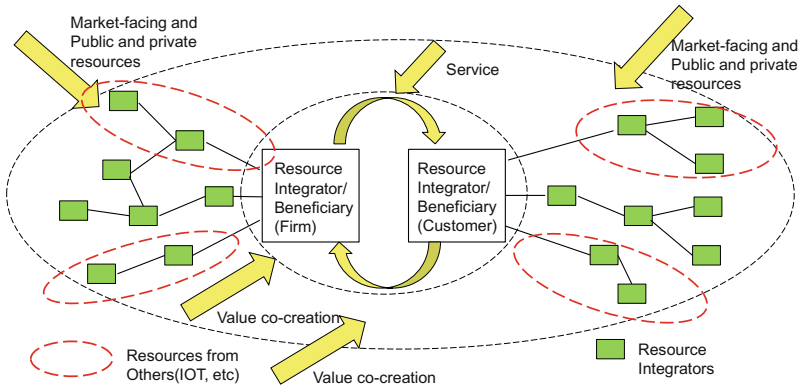 Market-facing and
Public and private
resources
Service
Market-facing and
Public and private
resources
Resource
Integrator/
Beneficiary
(Firm)
Resource
Integrator/
Beneficiary
(Customer)
Value co-creation
Resources from
Others(IOT, etc)
Value co-creation
Resource
Integrators